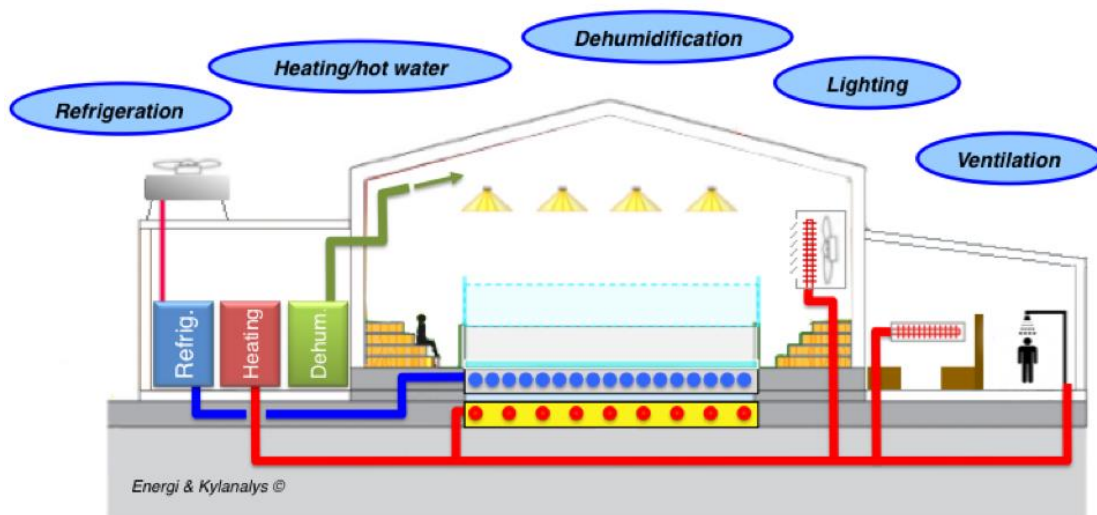 Dehumidification
Heating/hot water
Lighting
Refrigeration
Ventilation
Refrig.
Heating
Dehum.
Energi & Kylanalys ©